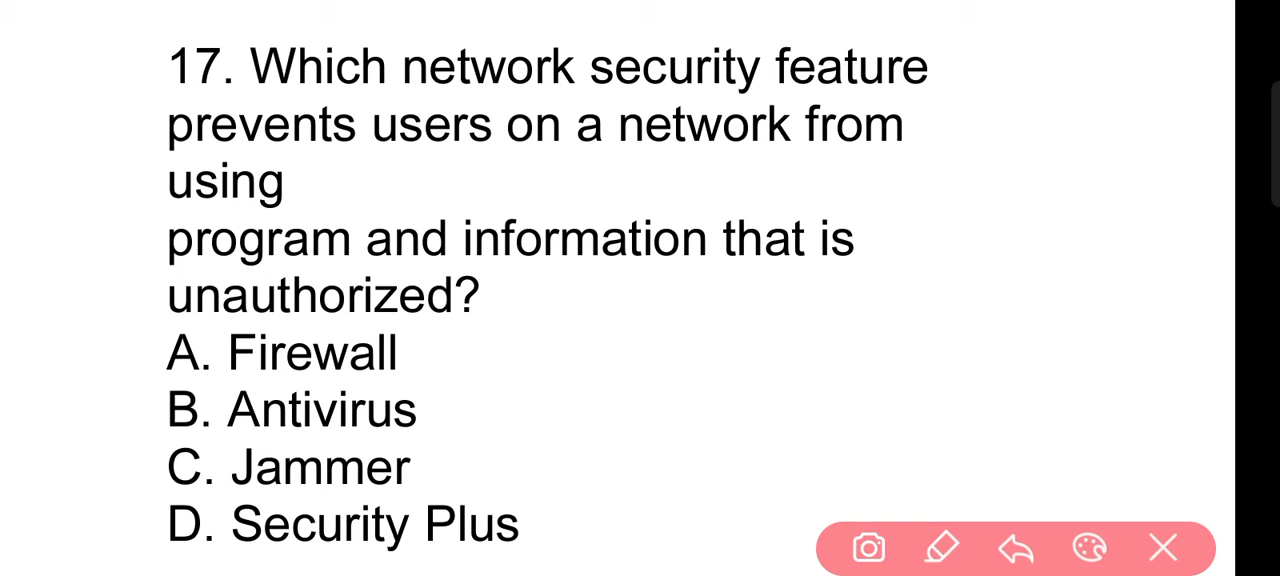 17. Which network security feature
prevents users on a network from
using
program and information that is
unauthorized?
A. Firewall
B. Antivirus
C. Jammer
D. Security Plus